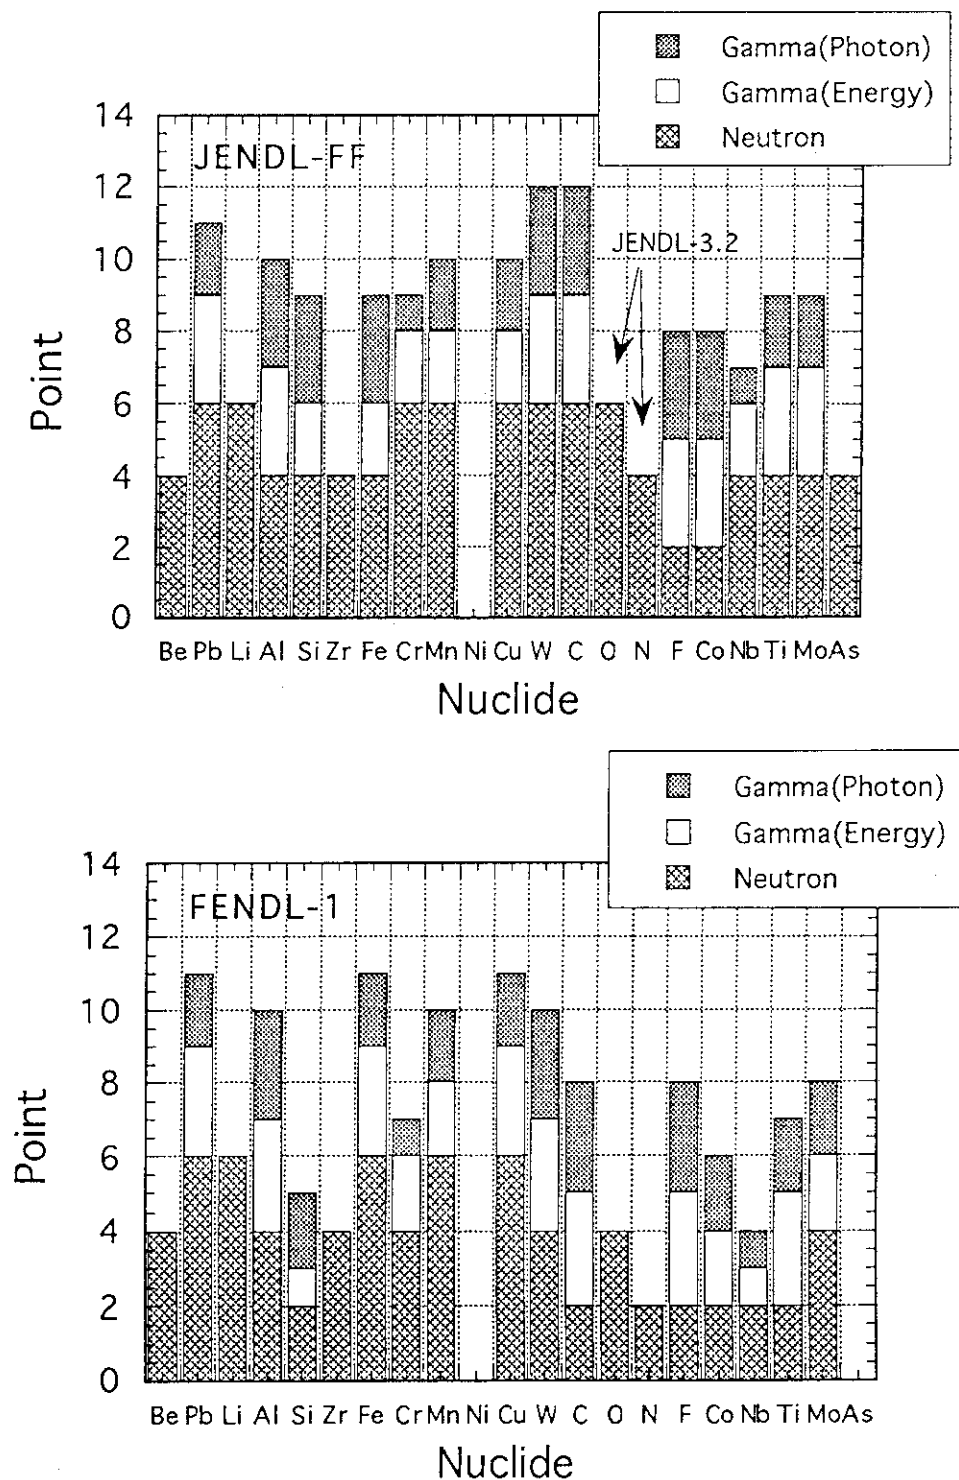 Gamma(Photon)
Gamma(Energy)
Neutron
JENDL-FF
JENDL-3.2
14
12
10
8
6
4
2
0
Point
Be Pb Li Al Si Zr Fe Cr Mn Ni Cu W C O N F Co Nb Ti Mo As
Nuclide
Gamma(Photon)
Gamma(Energy)
Neutron
FENDL-1
14
12
10
8
6
4
2
0
Point
Be Pb Li Al Si Zr Fe Cr Mn Ni Cu W C O N F Co Nb Ti Mo As
Nuclide